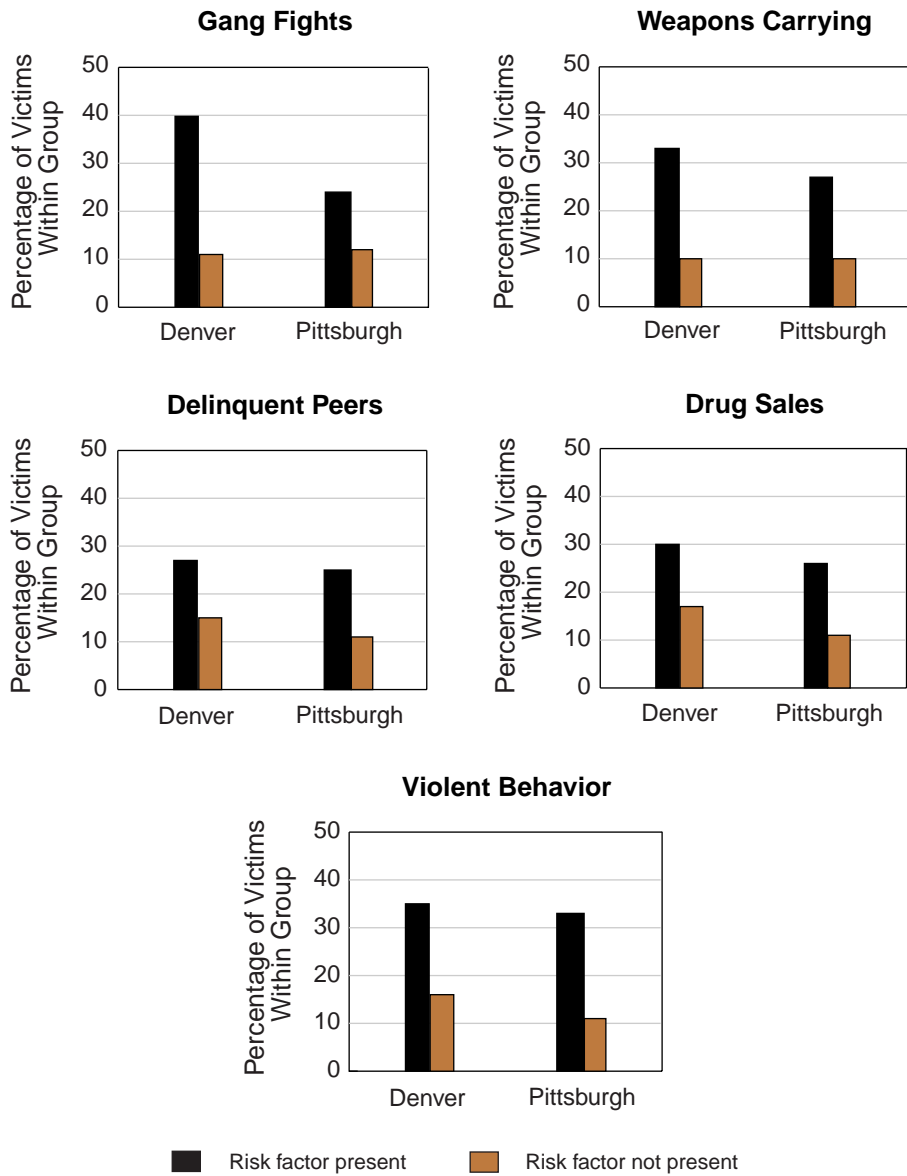 Gang Fights
Percentage of Victims
Within Group
50
40
30
20
10
0
Denver Pittsburgh
Weapons Carrying
Percentage of Victims
Within Group
50
40
30
20
10
0
Denver Pittsburgh
Delinquent Peers
Percentage of Victims
Within Group
50
40
30
20
10
0
Denver Pittsburgh
Drug Sales
Percentage of Victims
Within Group
50
40
30
20
10
0
Denver Pittsburgh
Violent Behavior
Percentage of Victims
Within Group
50
40
30
20
10
0
Denver Pittsburgh
Risk factor present Risk factor not present